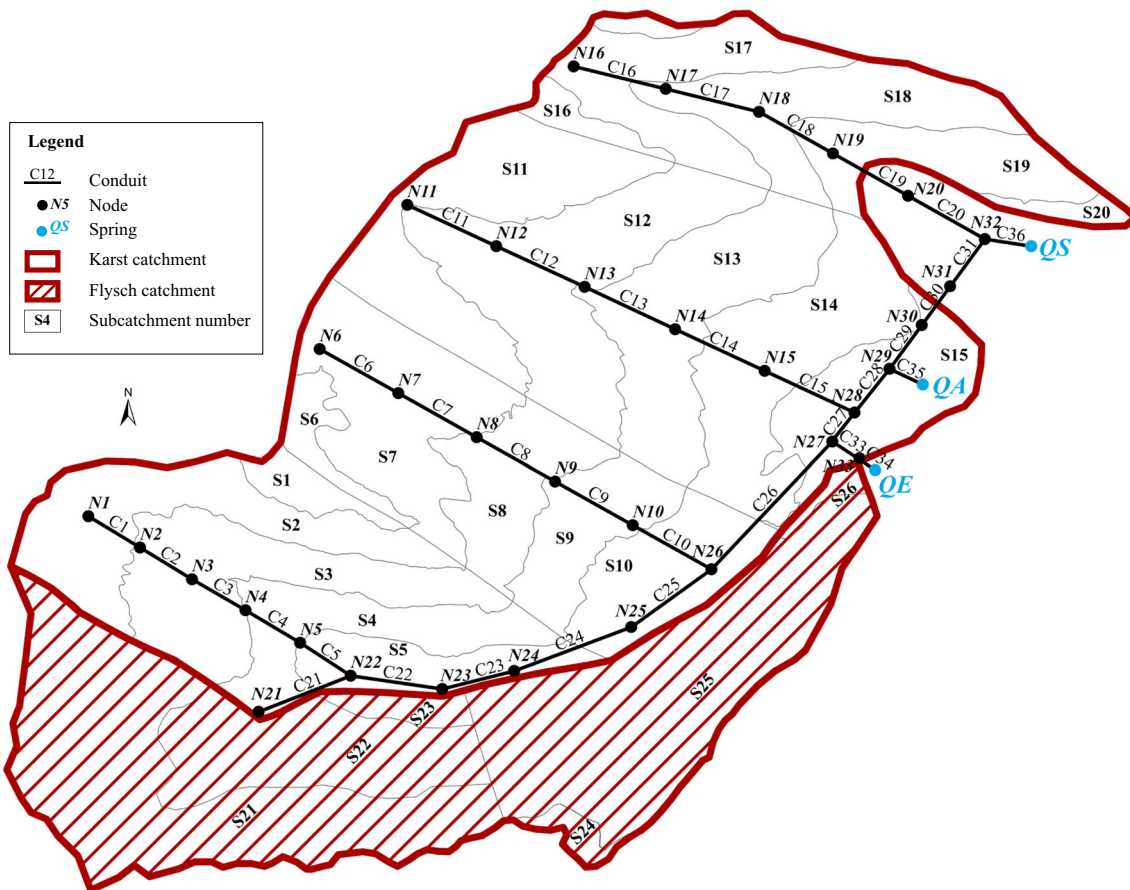 Legend
C12 Conduit
N5 Node
QS Spring
Karst catchment
Flysch catchment
S4 Subcatchment number
N
S17
N16
C16
N17
C17
N18
S18
S16
C18
N19
S11
S19
C19
N20
N11
C11
S12
C20
S20
N32
C36
QS
N12
C12
S13
C31
N13
N31
C13
S14
C30
N14
N30
C14
C29
N6
N15
N29
S15
C6
C15
C28
C35
QA
N7
N28
S6
C7
C27
N8
N27
C33
C34
S7
C8
N33
QE
S1
N9
C26
S26
N1
S2
S8
C9
C1
N10
N2
S9
C10
C2
S3
S10
N26
N3
C3
C25
N4
S4
N25
C4
N5
S5
C24
C5
N22
N24
C22
N23
C23
C21
N21
S23
S25
S22
S21
S24